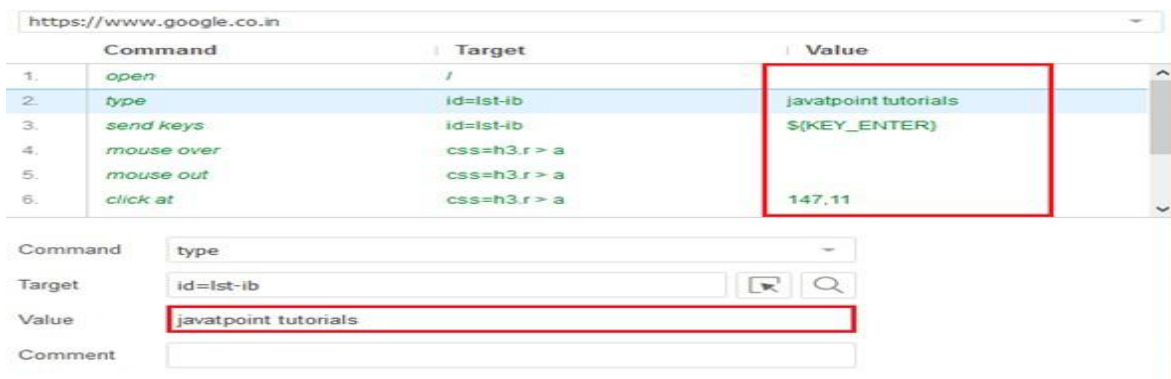 https://www.google.co.in
Command Target Value
1. open /
2. type id=lst-ib javatpoint tutorials
3. send keys id=lst-ib ${KEY_ENTER}
4. mouse over css=h3.r > a
5. mouse out css=h3.r > a
6. click at css=h3.r > a 147,11
Command type
Target id=lst-ib
Value javatpoint tutorials
Comment